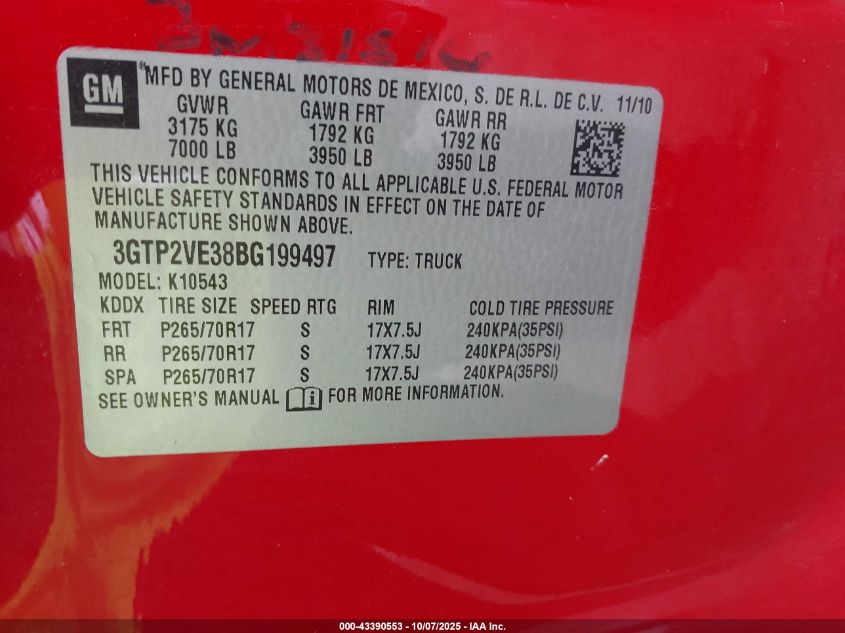 GM
®MFD BY GENERAL MOTORS DE MEXICO, S. DE R.L. DE C.V. 11/10
GVWR GAWR FRT GAWR RR
3175 KG 1792 KG 1792 KG
7000 LB 3950 LB 3950 LB
THIS VEHICLE CONFORMS TO ALL APPLICABLE U.S. FEDERAL MOTOR
VEHICLE SAFETY STANDARDS IN EFFECT ON THE DATE OF
MANUFACTURE SHOWN ABOVE.
3GTP2VE38BG199497 TYPE: TRUCK
MODEL: K10543
KDDX TIRE SIZE SPEED RTG RIM COLD TIRE PRESSURE
FRT P265/70R17 S 17X7.5J 240KPA(35PSI)
RR P265/70R17 S 17X7.5J 240KPA(35PSI)
SPA P265/70R17 S 17X7.5J 240KPA(35PSI)
SEE OWNER'S MANUAL i FOR MORE INFORMATION.
000-43390553 - 10/07/2025 - IAA Inc.